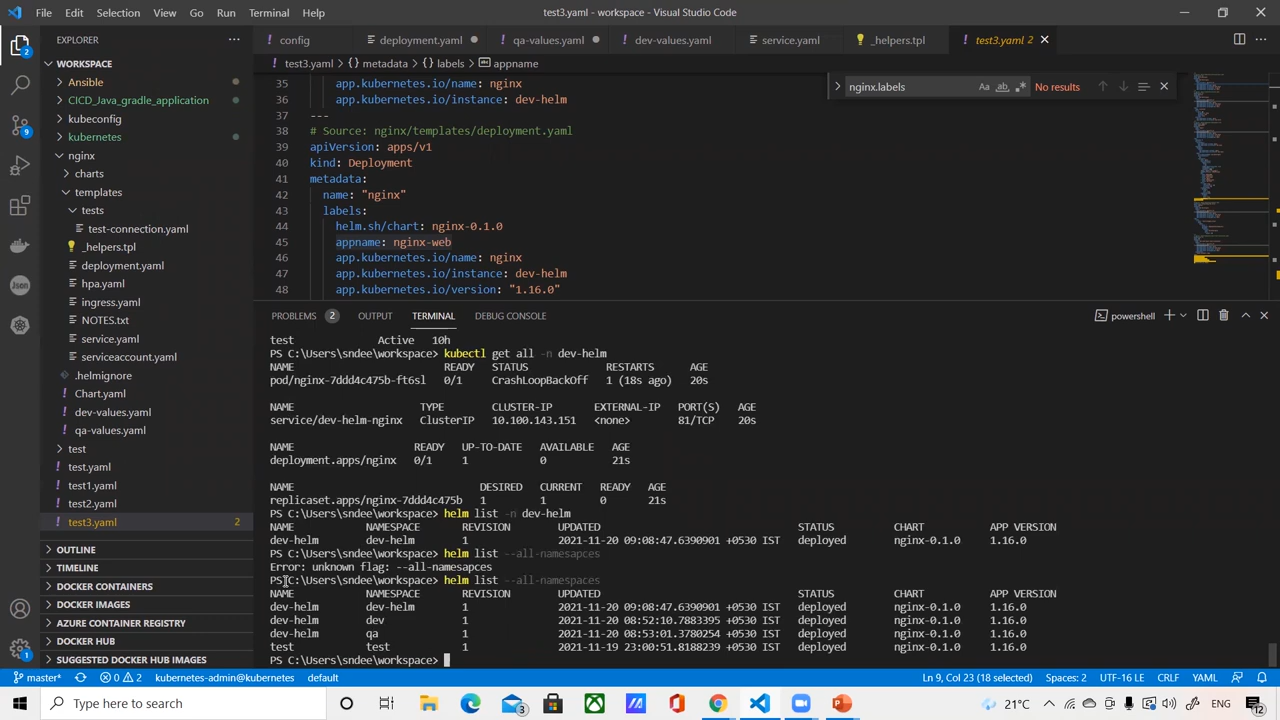 File Edit Selection View Go Run Terminal Help test3.yaml - workspace - Visual Studio Code
EXPLORER
config deployment.yaml qa-values.yaml dev-values.yaml service.yaml _helpers.tpl test3.yaml 2
test3.yaml > {} metadata > {} labels > appname
nginx.labels Aa No results
WORKSPACE
Ansible
CICD_Java_gradle_application
kubeconfig
kubernetes
nginx
charts
templates
tests
test-connection.yaml
_helpers.tpl
deployment.yaml
hpa.yaml
ingress.yaml
NOTES.txt
service.yaml
serviceaccount.yaml
.helmignore
Chart.yaml
dev-values.yaml
qa-values.yaml
test
test.yaml
test1.yaml
test2.yaml
test3.yaml 2
OUTLINE
TIMELINE
DOCKER CONTAINERS
DOCKER IMAGES
AZURE CONTAINER REGISTRY
DOCKER HUB
SUGGESTED DOCKER HUB IMAGES
2
9
1
Json
35 app.kubernetes.io/name: nginx
36 app.kubernetes.io/instance: dev-helm
37 ---
38 # Source: nginx/templates/deployment.yaml
39 apiVersion: apps/v1
40 kind: Deployment
41 metadata:
42 name: "nginx"
43 labels:
44 helm.sh/chart: nginx-0.1.0
45 appname: nginx-web
46 app.kubernetes.io/name: nginx
47 app.kubernetes.io/instance: dev-helm
48 app.kubernetes.io/version: "1.16.0"
PROBLEMS 2 OUTPUT TERMINAL DEBUG CONSOLE powershell
test Active 10h
PS C:\Users\sndee\workspace> kubectl get all -n dev-helm
NAME READY STATUS RESTARTS AGE
pod/nginx-7ddd4c475b-ft6sl 0/1 CrashLoopBackOff 1 (18s ago) 20s
NAME TYPE CLUSTER-IP EXTERNAL-IP PORT(S) AGE
service/dev-helm-nginx ClusterIP 10.100.143.151 <none> 81/TCP 20s
NAME READY UP-TO-DATE AVAILABLE AGE
deployment.apps/nginx 0/1 1 0 21s
NAME DESIRED CURRENT READY AGE
replicaset.apps/nginx-7ddd4c475b 1 1 0 21s
PS C:\Users\sndee\workspace> helm list -n dev-helm
NAME NAMESPACE REVISION UPDATED STATUS CHART APP VERSION
dev-helm dev-helm 1 2021-11-20 09:08:47.6390901 +0530 IST deployed nginx-0.1.0 1.16.0
PS C:\Users\sndee\workspace> helm list --all-namesapces
Error: unknown flag: --all-namesapces
PS C:\Users\sndee\workspace> helm list --all-namespaces
NAME NAMESPACE REVISION UPDATED STATUS CHART APP VERSION
dev-helm dev-helm 1 2021-11-20 09:08:47.6390901 +0530 IST deployed nginx-0.1.0 1.16.0
dev-helm dev 1 2021-11-20 08:52:10.7883395 +0530 IST deployed nginx-0.1.0 1.16.0
dev-helm qa 1 2021-11-20 08:53:01.3780254 +0530 IST deployed nginx-0.1.0 1.16.0
test test 1 2021-11-19 23:00:51.8188239 +0530 IST deployed nginx-0.1.0 1.16.0
PS C:\Users\sndee\workspace>
master* 0 2 kubernetes-admin@kubernetes default Ln 9, Col 23 (18 selected) Spaces: 2 UTF-16 LE CRLF YAML
Type here to search 3 21°C ENG 12